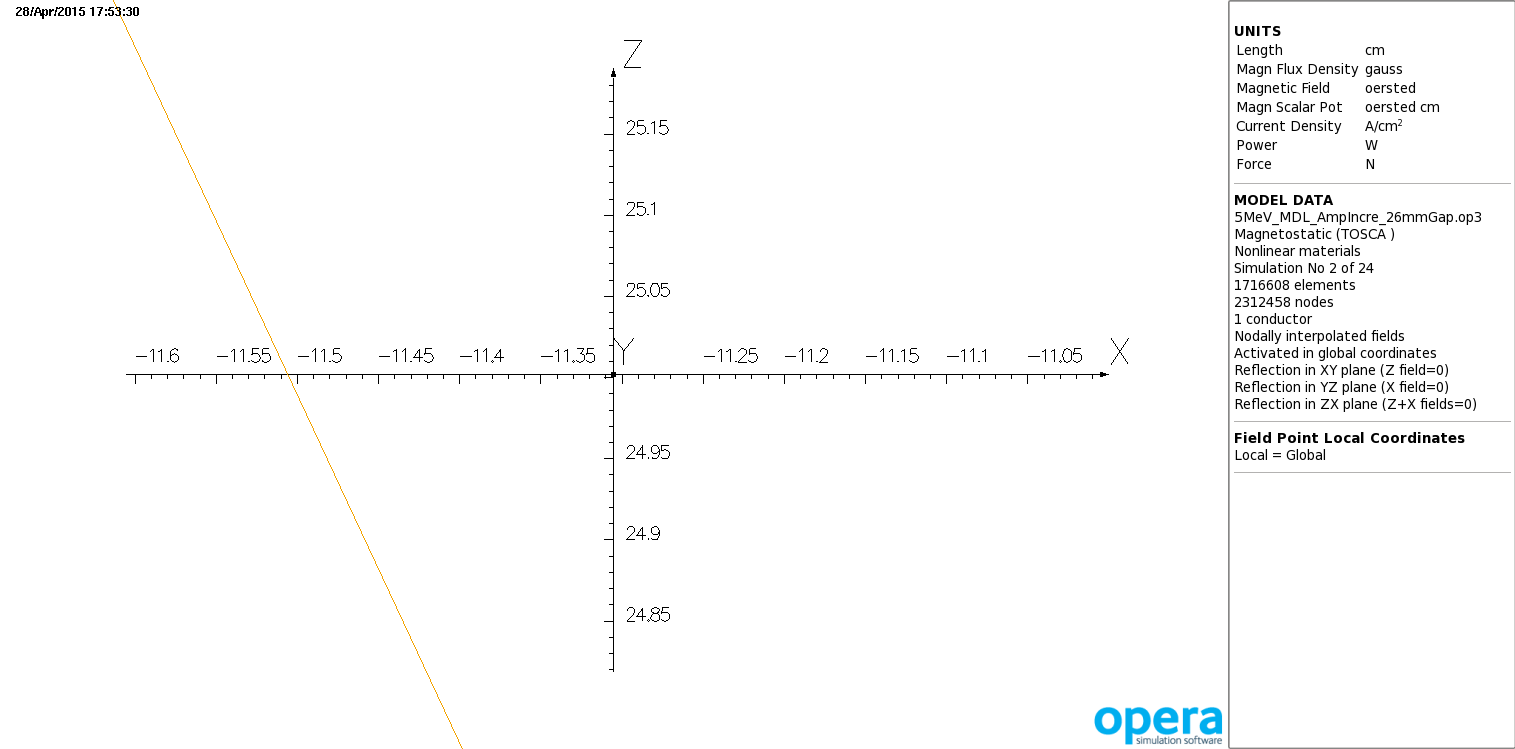 28/Apr/2015 17:53:30
Z
25.15
25.1
25.05
−11.6 −11.55 −11.5 −11.45 −11.4 −11.35 Y −11.25 −11.2 −11.15 −11.1 −11.05 X
24.95
24.9
24.85
opera
simulation software
UNITS
Length cm
Magn Flux Density gauss
Magnetic Field oersted
Magn Scalar Pot oersted cm
Current Density A/cm²
Power W
Force N
MODEL DATA
5MeV_MDL_AmpIncre_26mmGap.op3
Magnetostatic (TOSCA )
Nonlinear materials
Simulation No 2 of 24
1716608 elements
2312458 nodes
1 conductor
Nodally interpolated fields
Activated in global coordinates
Reflection in XY plane (Z field=0)
Reflection in YZ plane (X field=0)
Reflection in ZX plane (Z+X fields=0)
Field Point Local Coordinates
Local = Global